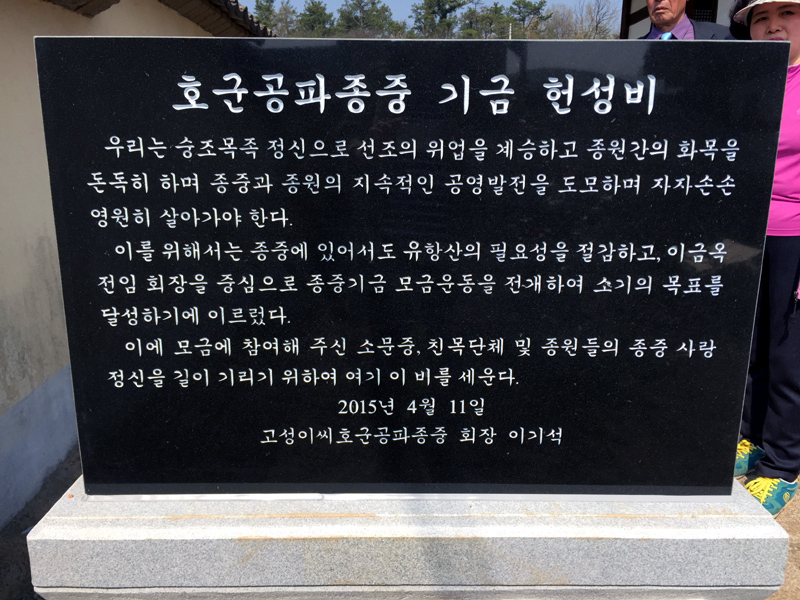 호군공파종중 기금 헌성비
우리는 숭조목족 정신으로 선조의 위업을 계승하고 종원간의 화목을
돈독히 하며 종중과 종원의 지속적인 공영발전을 도모하며 자자손손
영원히 살아가야 한다.
이를 위해서는 종중에 있어서도 유항산의 필요성을 절감하고, 이금옥
전임 회장을 중심으로 종중기금 모금운동을 전개하여 소기의 목표를
달성하기에 이르렀다.
이에 모금에 참여해 주신 소문중, 친목단체 및 종원들의 종중 사랑
정신을 길이 기리기 위하여 여기 이 비를 세운다.
2015년 4월 11일
고성이씨호군공파종중 회장 이기석